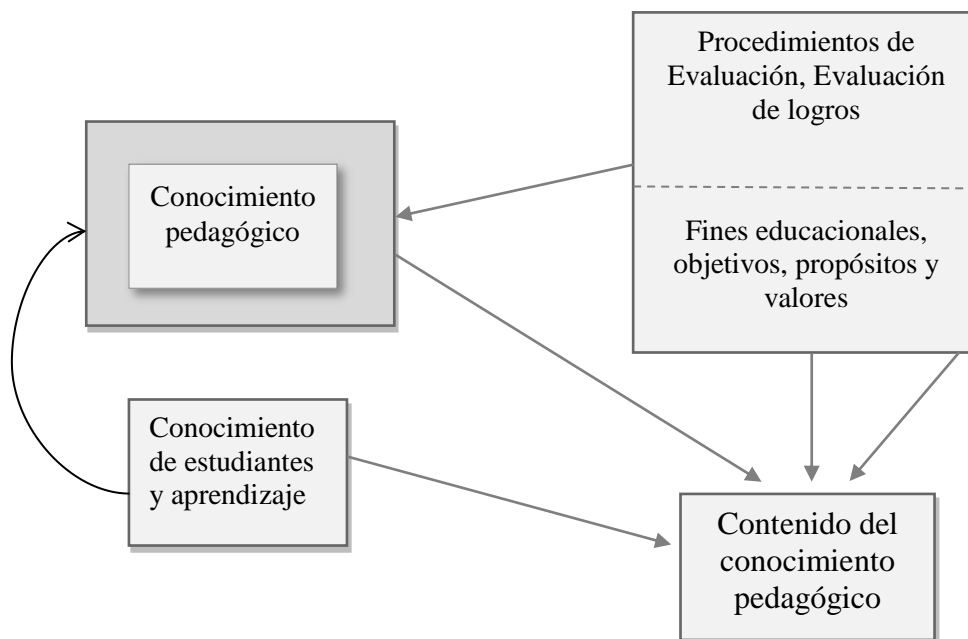 Procedimientos de
Evaluación, Evaluación
de logros
Conocimiento
pedagógico
Fines educacionales,
objetivos, propósitos y
valores
Conocimiento
de estudiantes
y aprendizaje
Contenido del
conocimiento
pedagógico